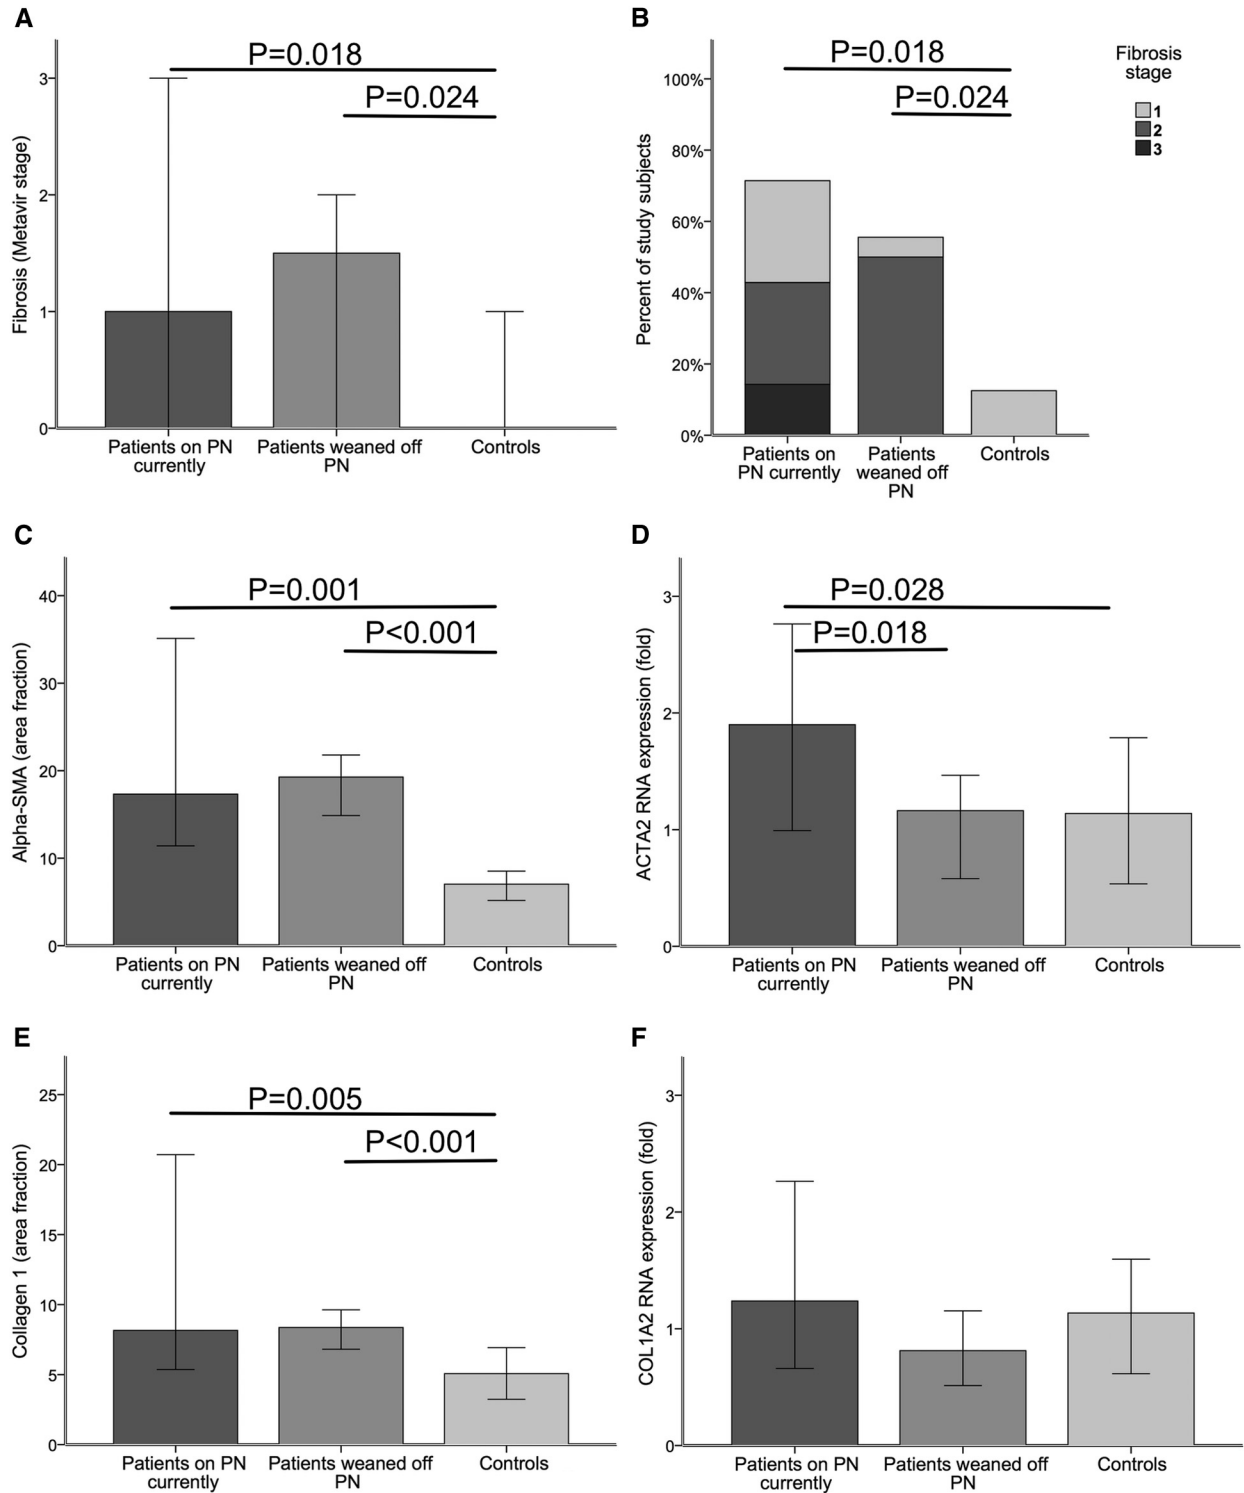 A
P=0.018
P=0.024
Fibrosis (Metavir stage)
3
2
1
0
Patients on PN
currently
Patients weaned off
PN
Controls
B
P=0.018
P=0.024
Fibrosis
stage
1
2
3
Percent of study subjects
100%
80%
60%
40%
20%
0%
Patients on
PN currently
Patients
weaned off
PN
Controls
C
P=0.001
P<0.001
Alpha-SMA (area fraction)
40
30
20
10
0
Patients on PN
currently
Patients weaned off
PN
Controls
D
P=0.028
P=0.018
ACTA2 RNA expression (fold)
3
2
1
0
Patients on PN
currently
Patients weaned off
PN
Controls
E
P=0.005
P<0.001
Collagen 1 (area fraction)
25
20
15
10
5
0
Patients on PN
currently
Patients weaned off
PN
Controls
F
COL1A2 RNA expression (fold)
3
2
1
0
Patients on PN
currently
Patients weaned off
PN
Controls